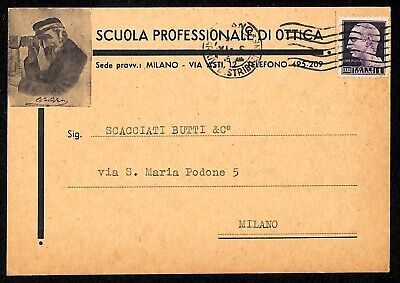 SCUOLA PROFESSIONALE DI OTTICA
Sede provv.: MILANO - VIA ASTI, 12 - TELEFONO 495.209
Sig. SCACCIATI BUTTI &C°
via S. Maria Podone 5
MILANO